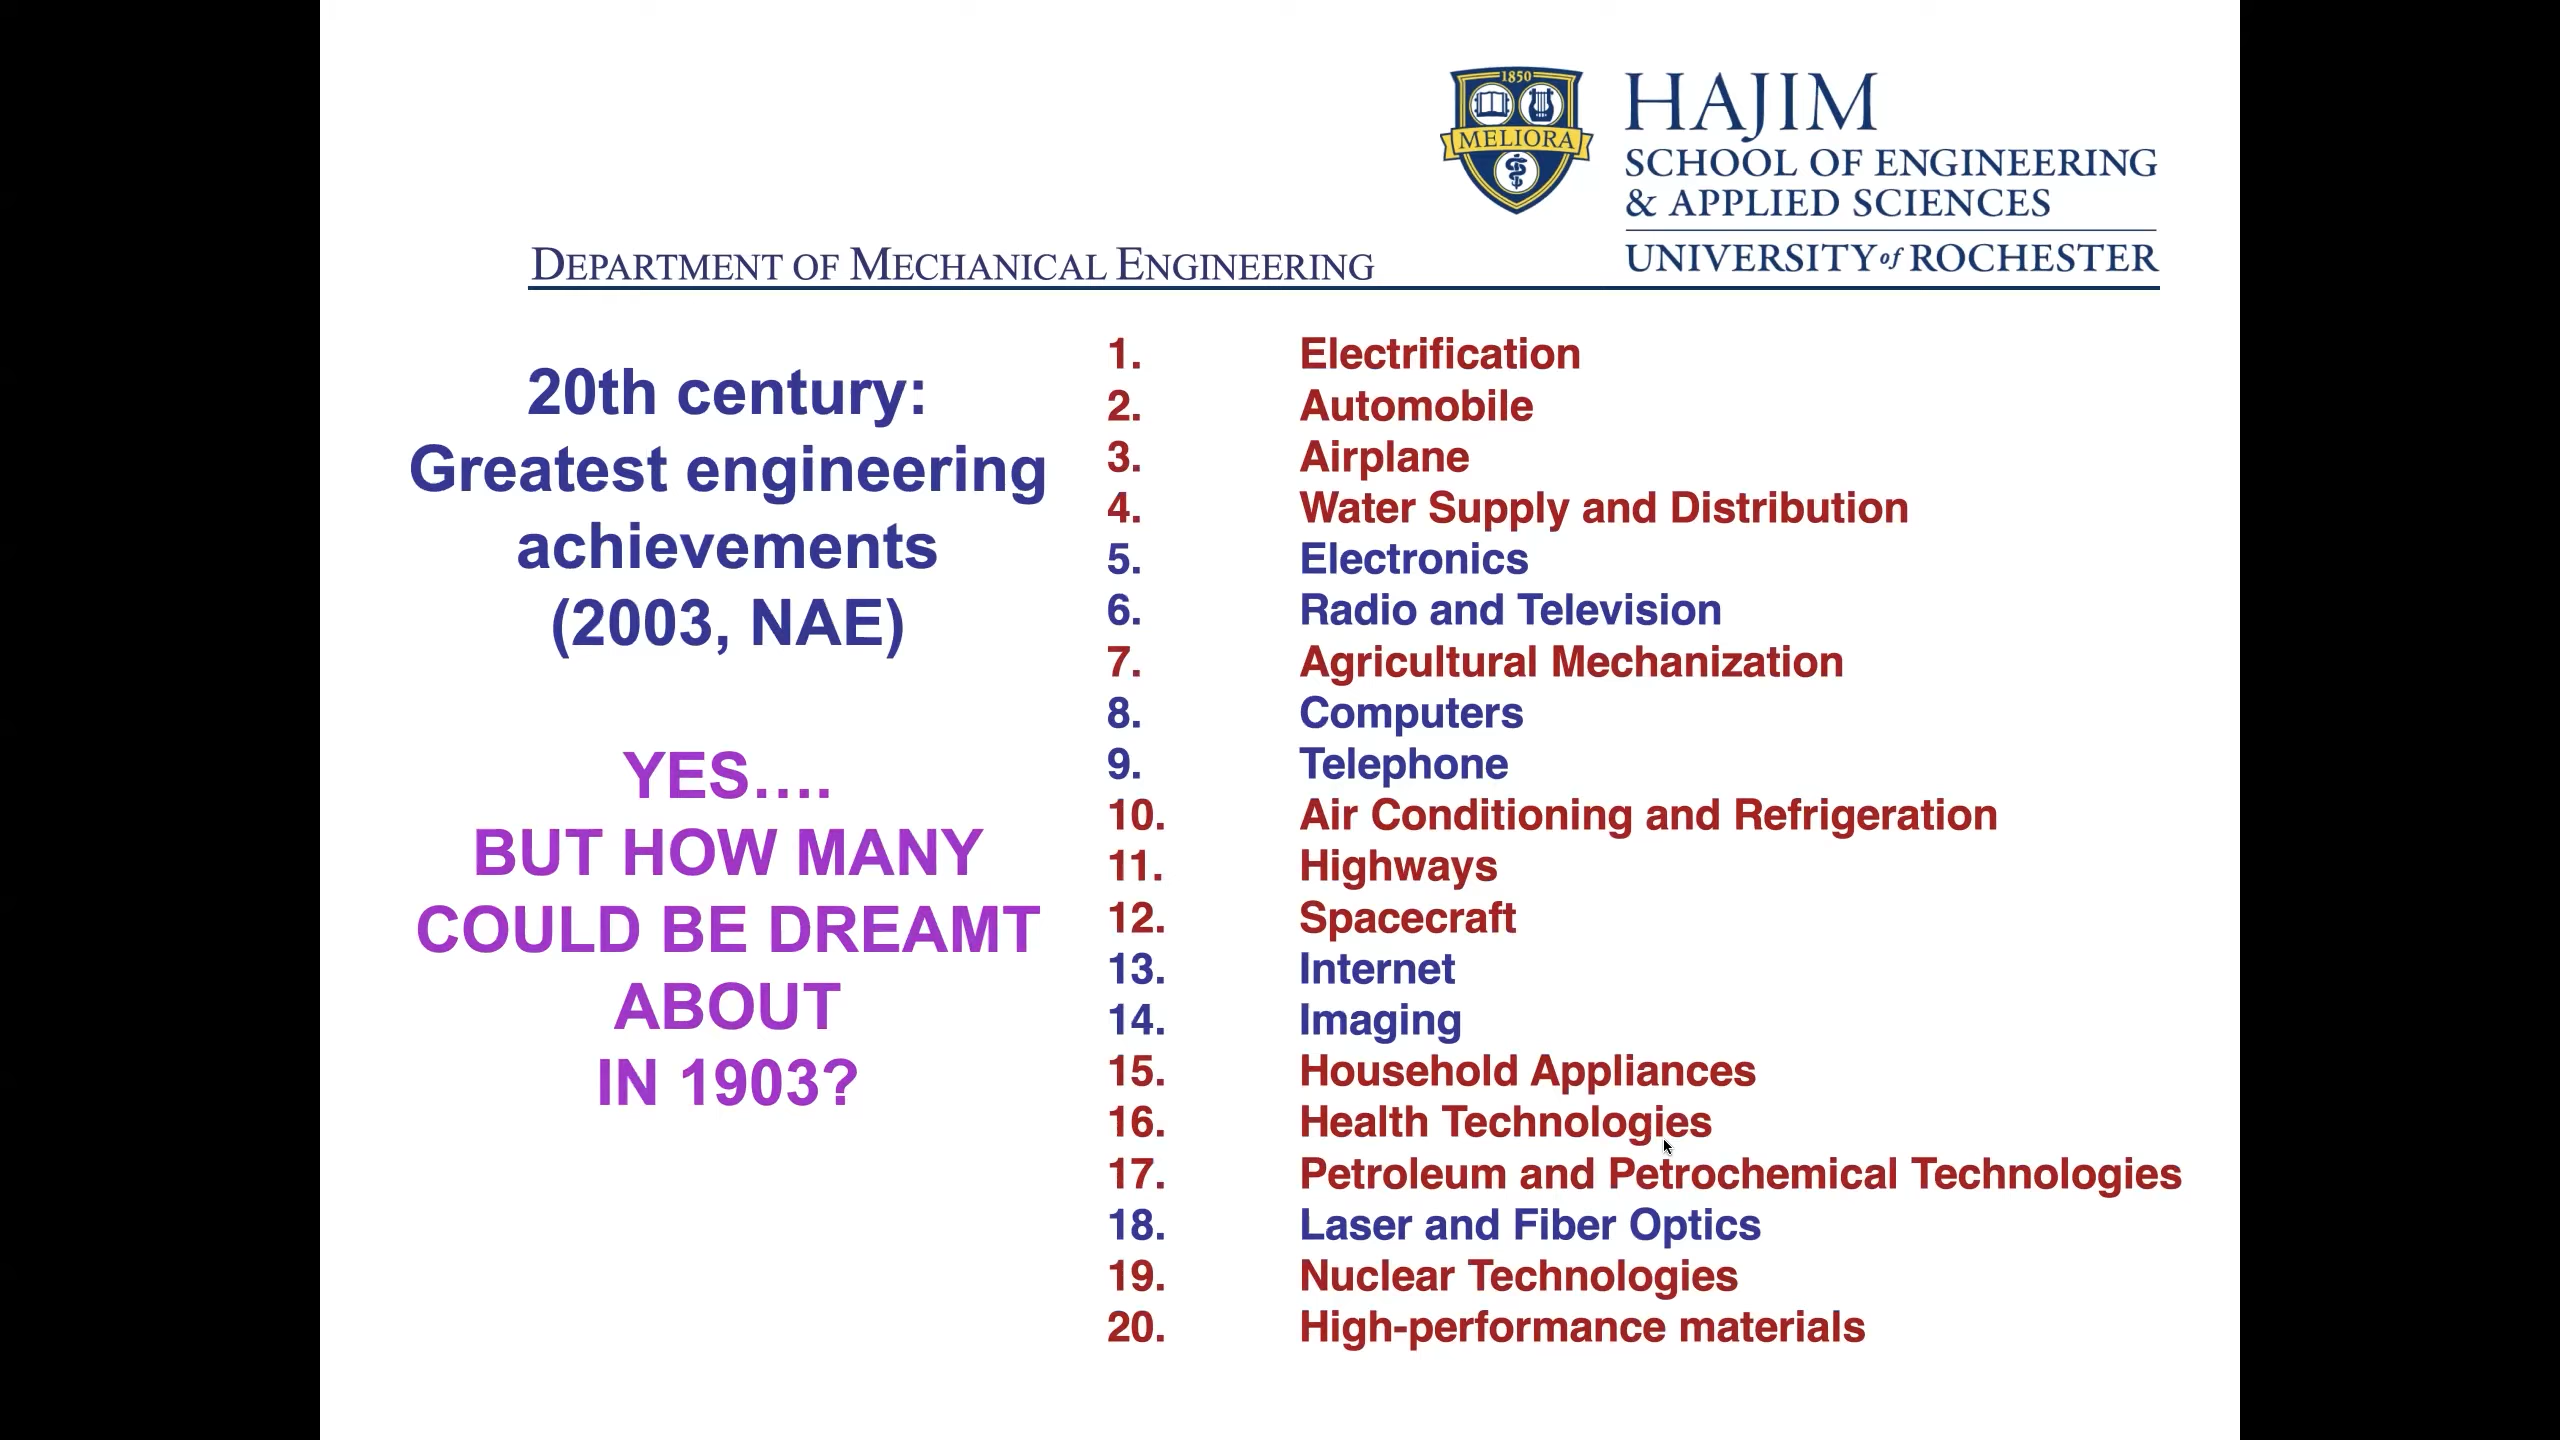 1850
MELIORA
HAJIM
SCHOOL OF ENGINEERING
& APPLIED SCIENCES
UNIVERSITY of ROCHESTER
DEPARTMENT OF MECHANICAL ENGINEERING
20th century:
Greatest engineering
achievements
(2003, NAE)
YES….
BUT HOW MANY
COULD BE DREAMT
ABOUT
IN 1903?
1. Electrification
2. Automobile
3. Airplane
4. Water Supply and Distribution
5. Electronics
6. Radio and Television
7. Agricultural Mechanization
8. Computers
9. Telephone
10. Air Conditioning and Refrigeration
11. Highways
12. Spacecraft
13. Internet
14. Imaging
15. Household Appliances
16. Health Technologies
17. Petroleum and Petrochemical Technologies
18. Laser and Fiber Optics
19. Nuclear Technologies
20. High-performance materials